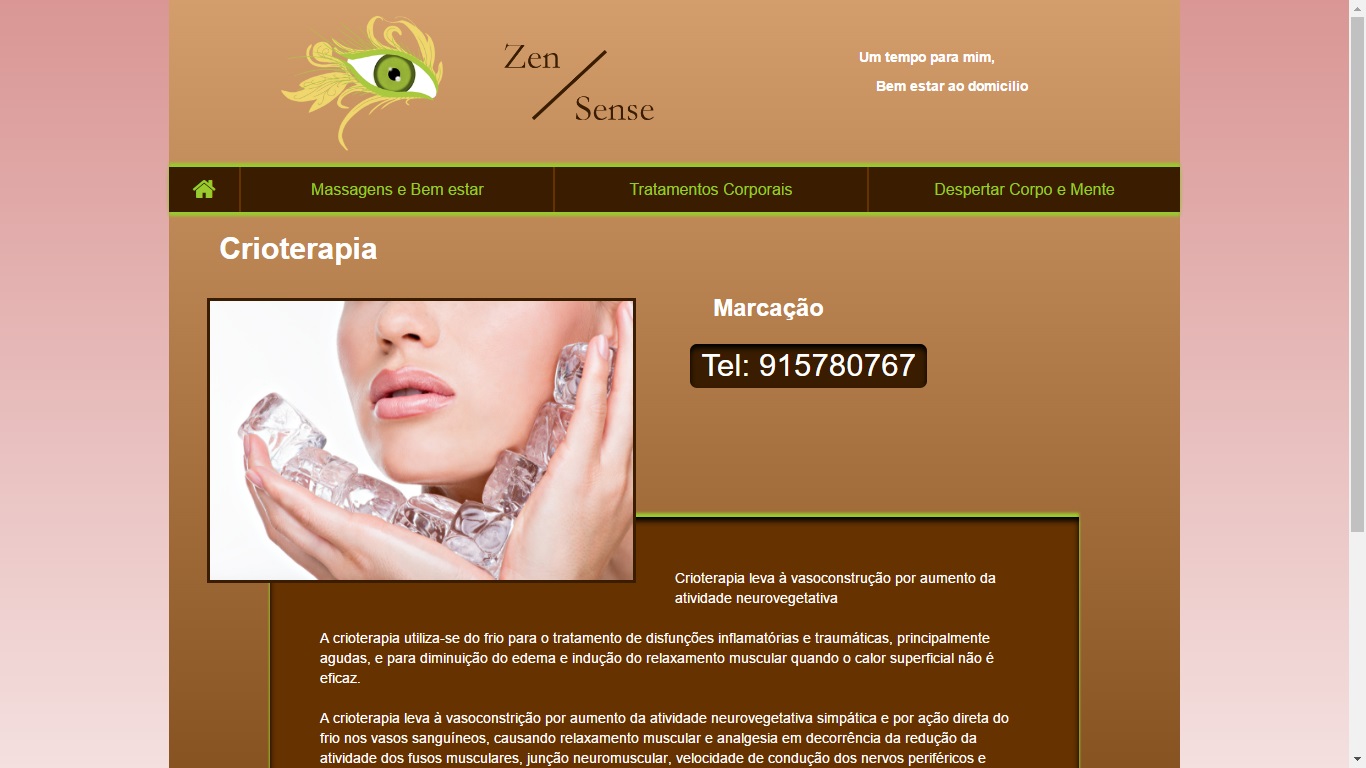 Zen
Sense
Um tempo para mim,
Bem estar ao domicilio
Massagens e Bem estar
Tratamentos Corporais
Despertar Corpo e Mente
Crioterapia
Marcação
Tel: 915780767
Crioterapia leva à vasoconstrução por aumento da
atividade neurovegetativa
A crioterapia utiliza-se do frio para o tratamento de disfunções inflamatórias e traumáticas, principalmente
agudas, e para diminuição do edema e indução do relaxamento muscular quando o calor superficial não é
eficaz.
A crioterapia leva à vasoconstrição por aumento da atividade neurovegetativa simpática e por ação direta do
frio nos vasos sanguíneos, causando relaxamento muscular e analgesia em decorrência da redução da
atividade dos fusos musculares, junção neuromuscular, velocidade de condução dos nervos periféricos e